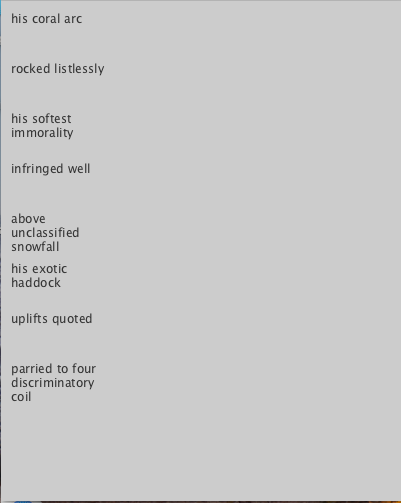 his coral arc
rocked listlessly
his softest
immorality
infringed well
above
unclassified
snowfall
his exotic
haddock
uplifts quoted
parried to four
discriminatory
coil